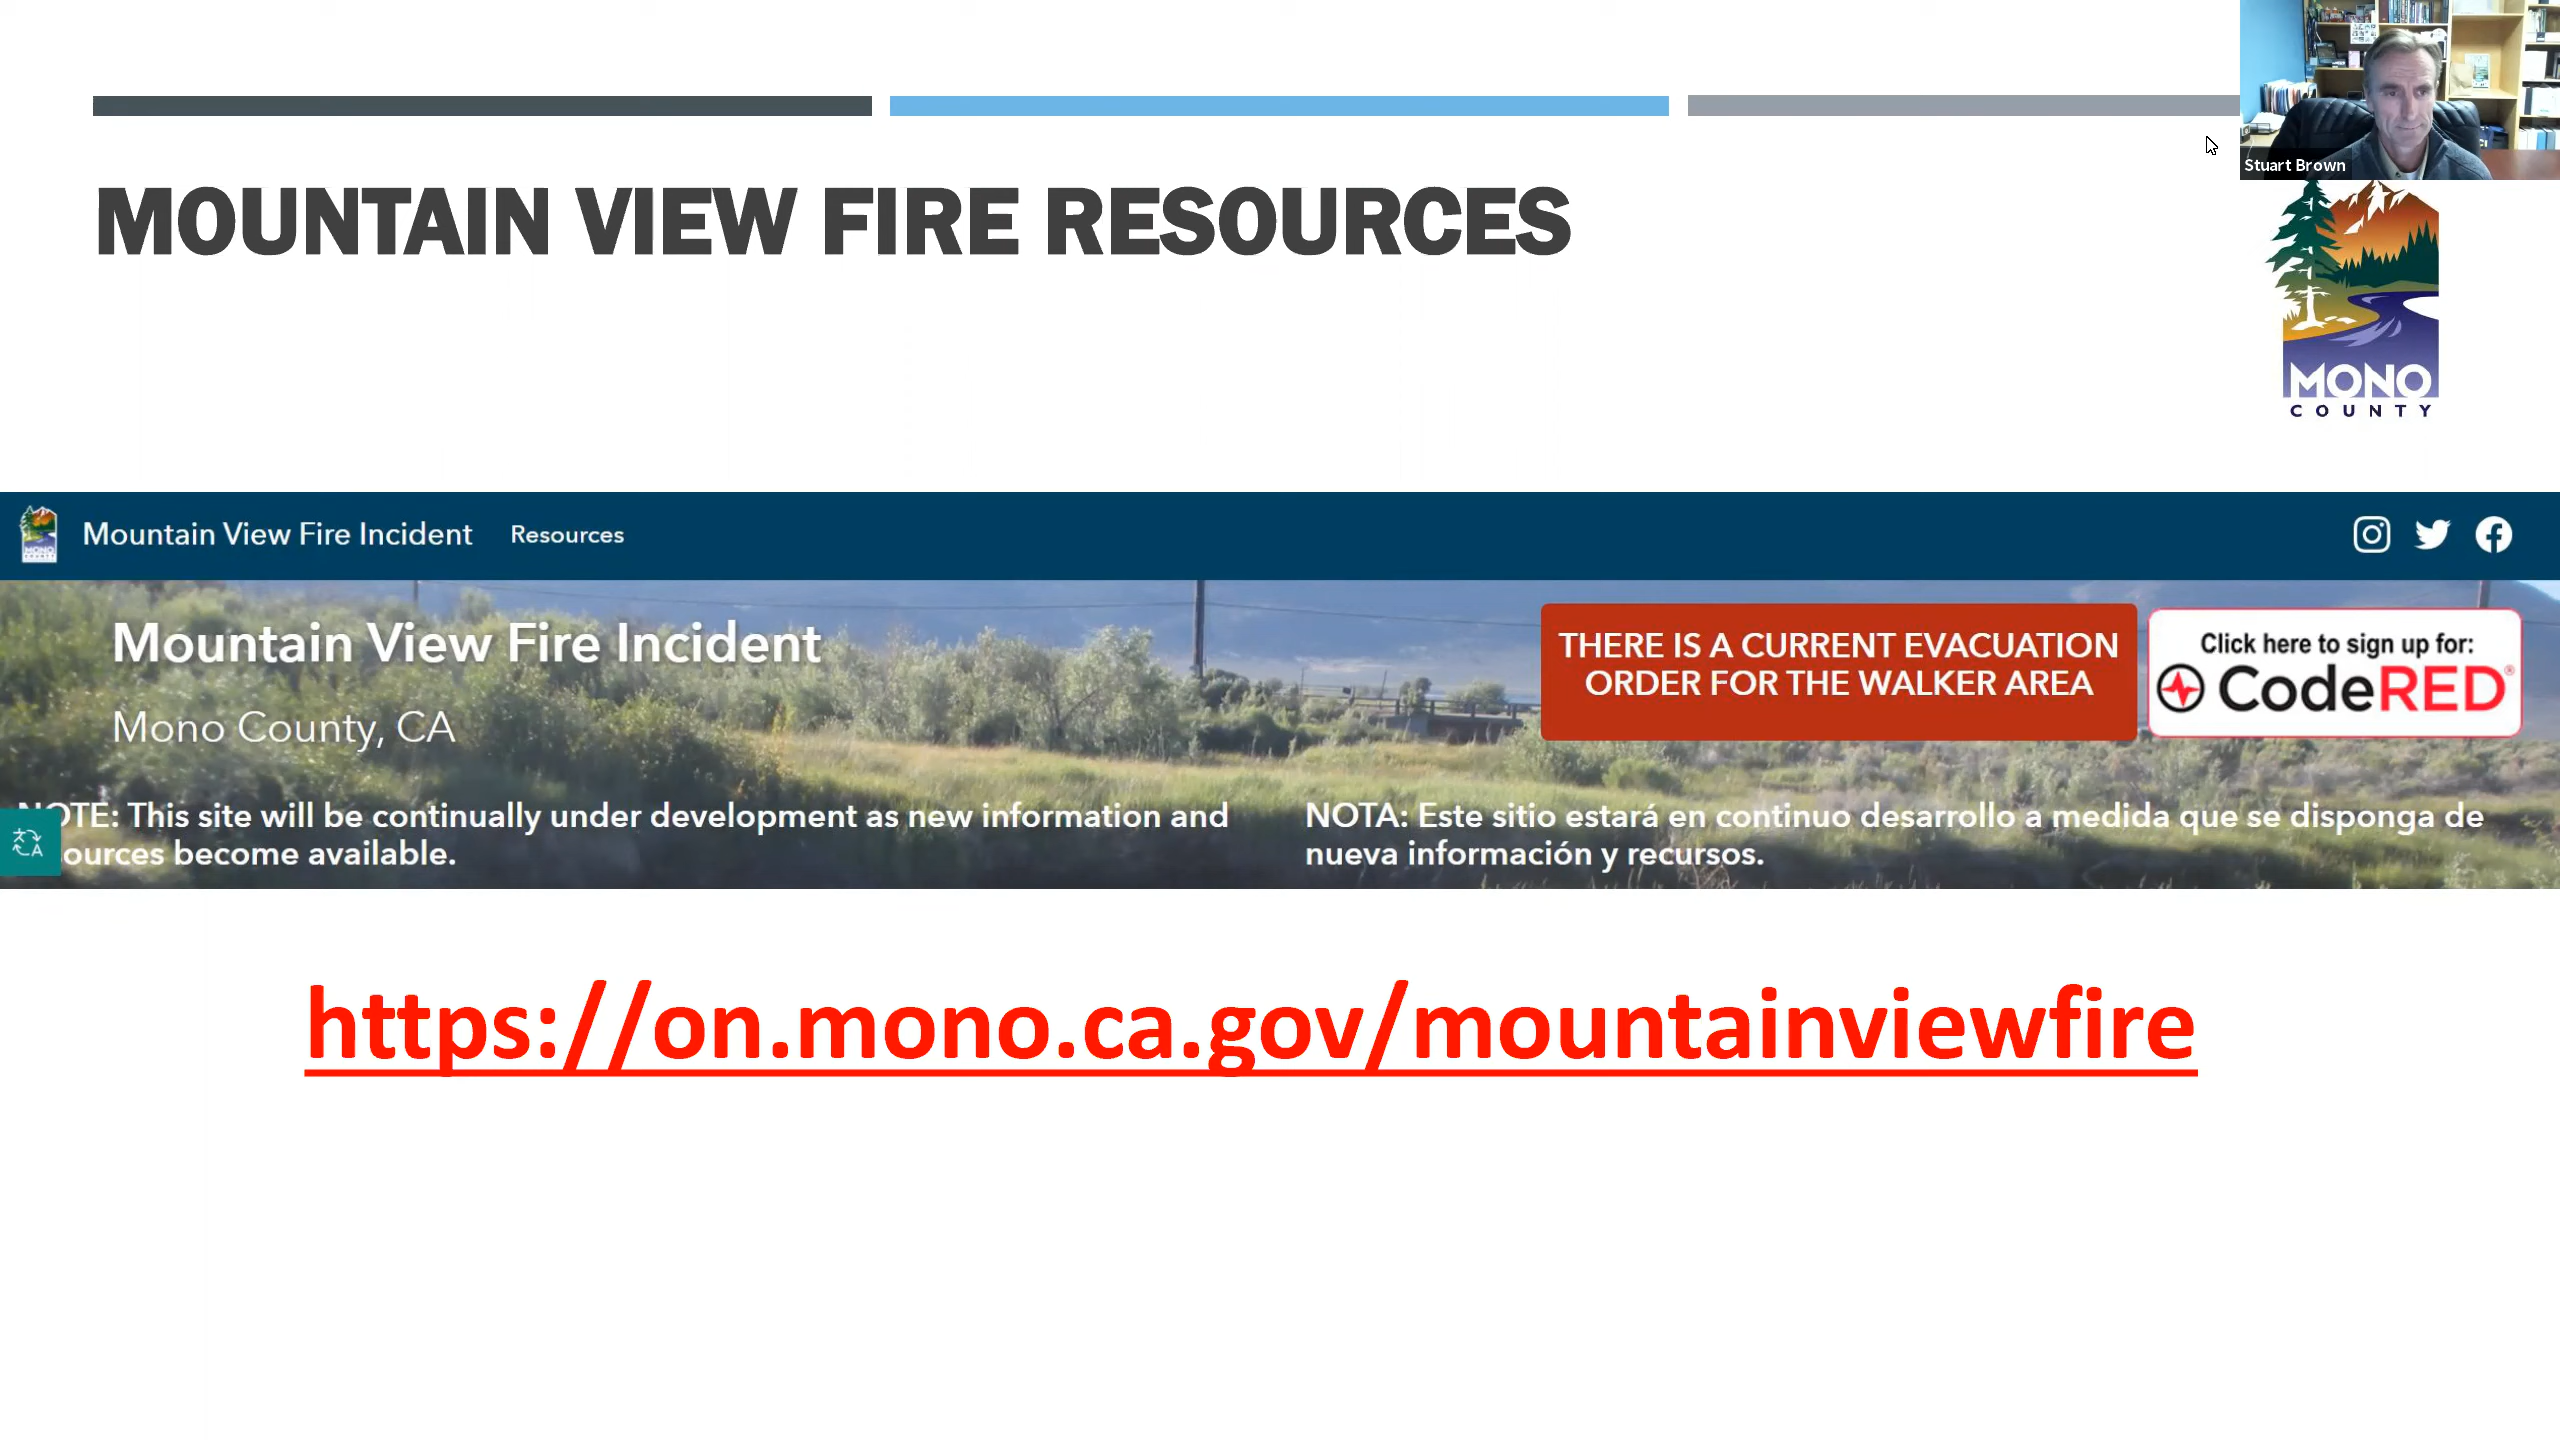 Stuart Brown
MOUNTAIN VIEW FIRE RESOURCES
MONO
COUNTY
Mountain View Fire Incident Resources
Mountain View Fire Incident
Mono County, CA
THERE IS A CURRENT EVACUATION
ORDER FOR THE WALKER AREA
Click here to sign up for:
CodeRED®
NOTE: This site will be continually under development as new information and
ources become available.
NOTA: Este sitio estará en continuo desarrollo a medida que se disponga de
nueva información y recursos.
https://on.mono.ca.gov/mountainviewfire